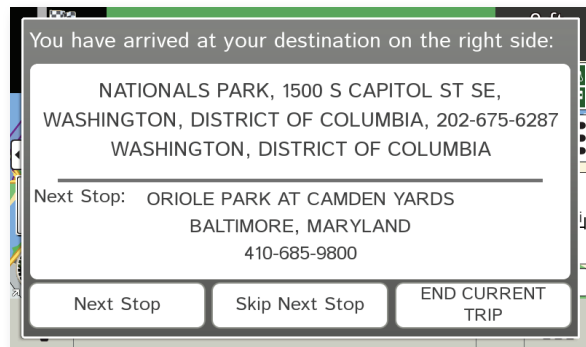 You have arrived at your destination on the right side:
NATIONALS PARK, 1500 S CAPITOL ST SE,
WASHINGTON, DISTRICT OF COLUMBIA, 202-675-6287
WASHINGTON, DISTRICT OF COLUMBIA
Next Stop: ORIOLE PARK AT CAMDEN YARDS
BALTIMORE, MARYLAND
410-685-9800
Next Stop
Skip Next Stop
END CURRENT
TRIP